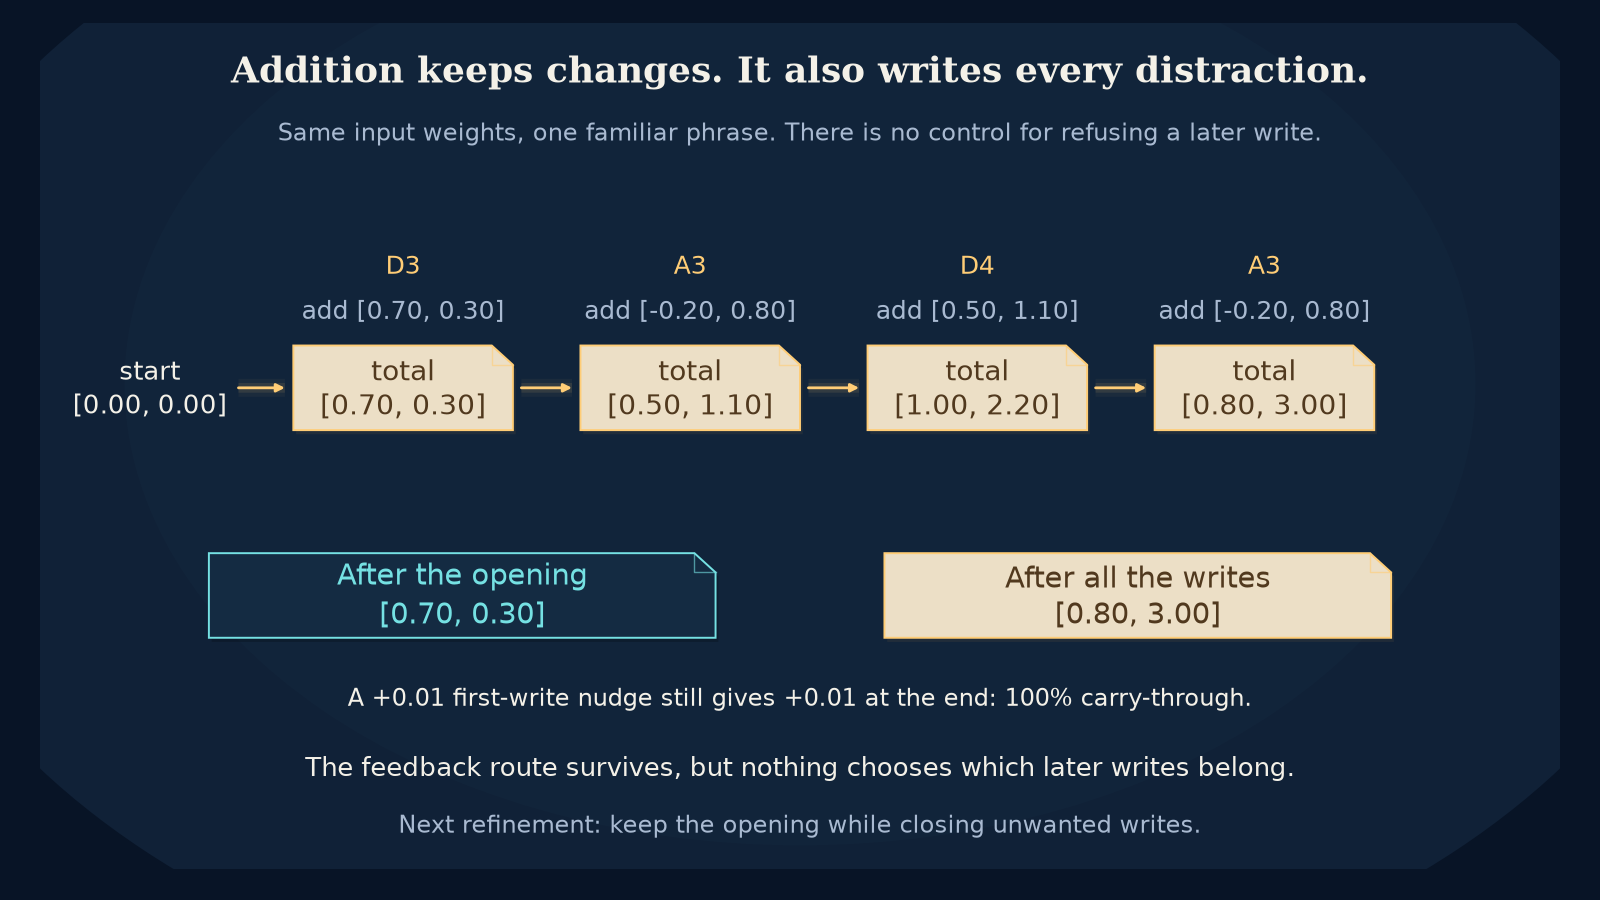 Addition keeps changes. It also writes every distraction.
Same input weights, one familiar phrase. There is no control for refusing a later write.
D3
A3
D4
A3
add [0.70, 0.30]
add [-0.20, 0.80]
add [0.50, 1.10]
add [-0.20, 0.80]
start
[0.00, 0.00]
total
[0.70, 0.30]
total
[0.50, 1.10]
total
[1.00, 2.20]
total
[0.80, 3.00]
After the opening
[0.70, 0.30]
After all the writes
[0.80, 3.00]
A +0.01 first-write nudge still gives +0.01 at the end: 100% carry-through.
The feedback route survives, but nothing chooses which later writes belong.
Next refinement: keep the opening while closing unwanted writes.